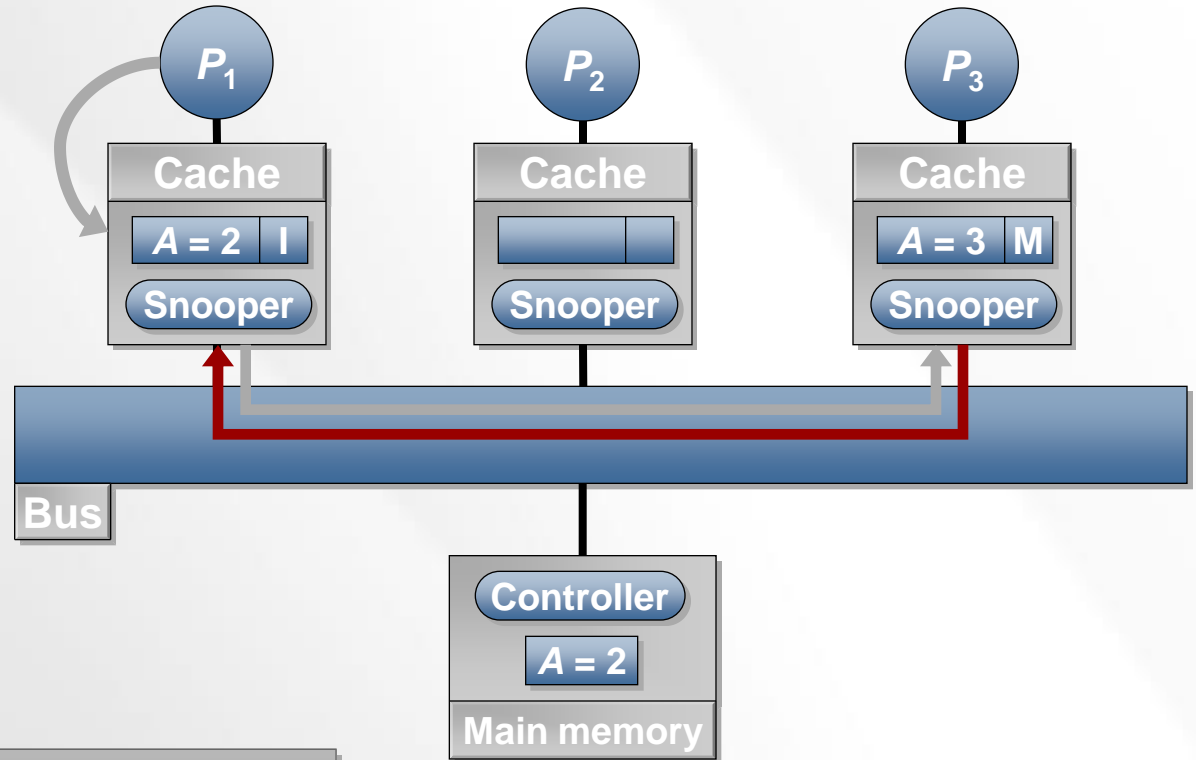 P1
P2
P3
Cache
Cache
Cache
A = 2 I
A = 3 M
Snooper
Snooper
Snooper
Bus
Controller
A = 2
Main memory